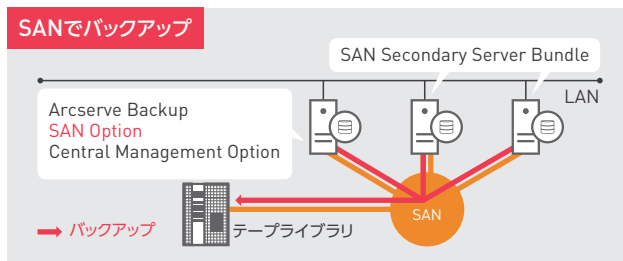 SANでバックアップ
SAN Secondary Server Bundle
LAN
Arcserve Backup
SAN Option
Central Management Option
SAN
バックアップ
テープライブラリ